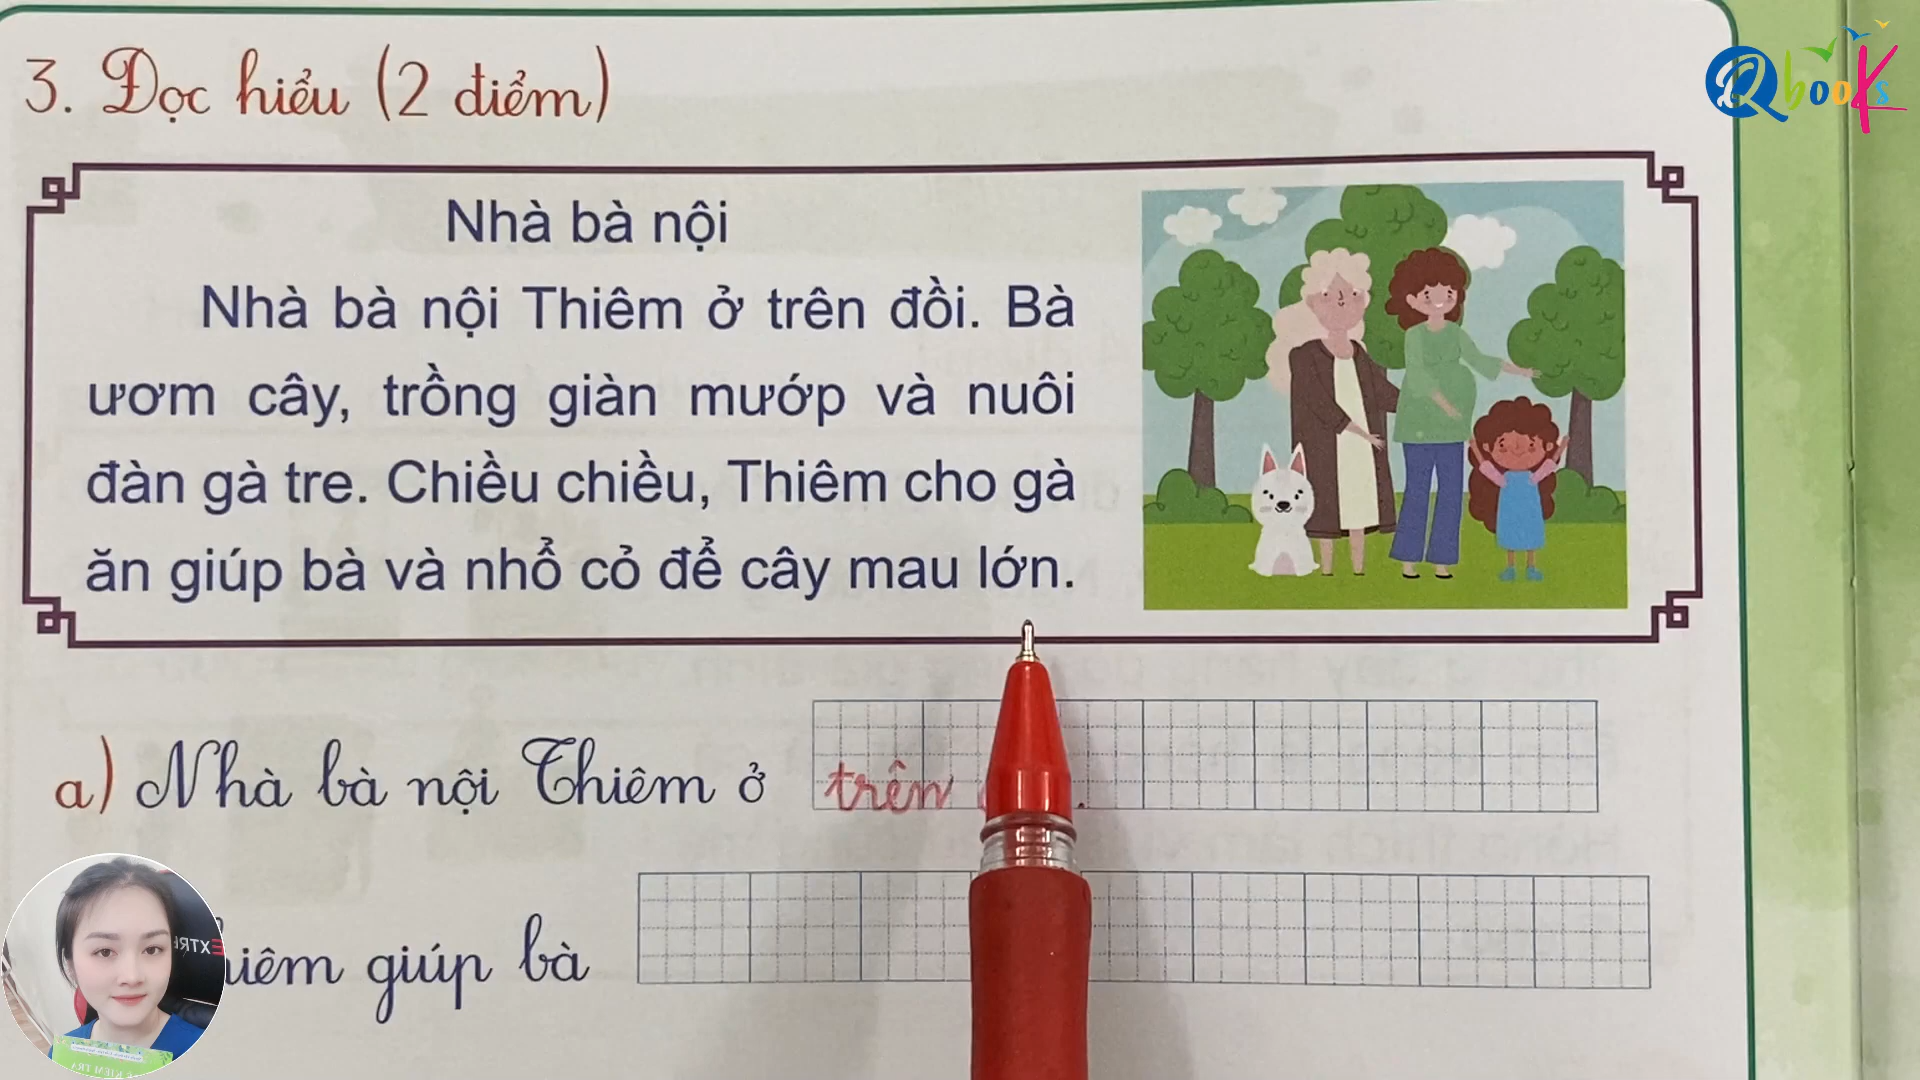 Qbooks
3. Đọc hiểu (2 điểm)
Nhà bà nội
Nhà bà nội Thiêm ở trên đồi. Bà
ươm cây, trồng giàn mướp và nuôi
đàn gà tre. Chiều chiều, Thiêm cho gà
ăn giúp bà và nhổ cỏ để cây mau lớn.
a) Nhà bà nội Thiêm ở trên
giúp bà